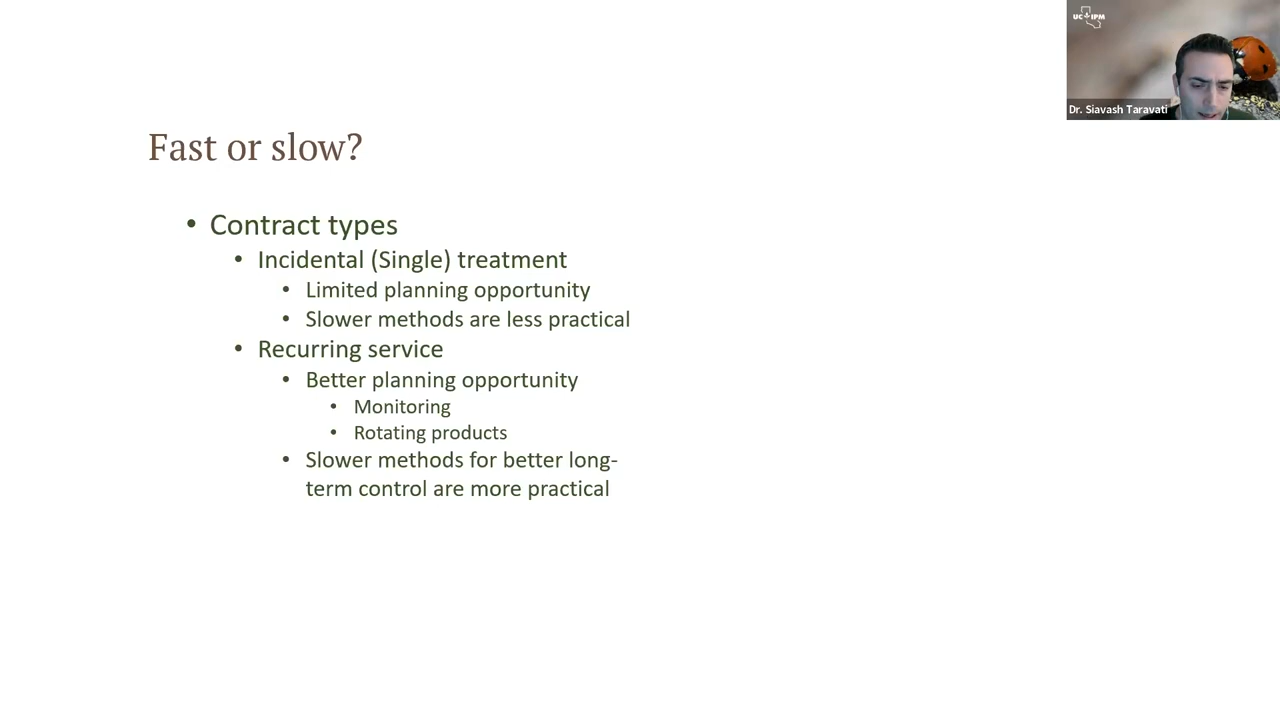 UC IPM
Dr. Siavash Taravati
Fast or slow?
• Contract types
• Incidental (Single) treatment
• Limited planning opportunity
• Slower methods are less practical
• Recurring service
• Better planning opportunity
• Monitoring
• Rotating products
• Slower methods for better long-
term control are more practical